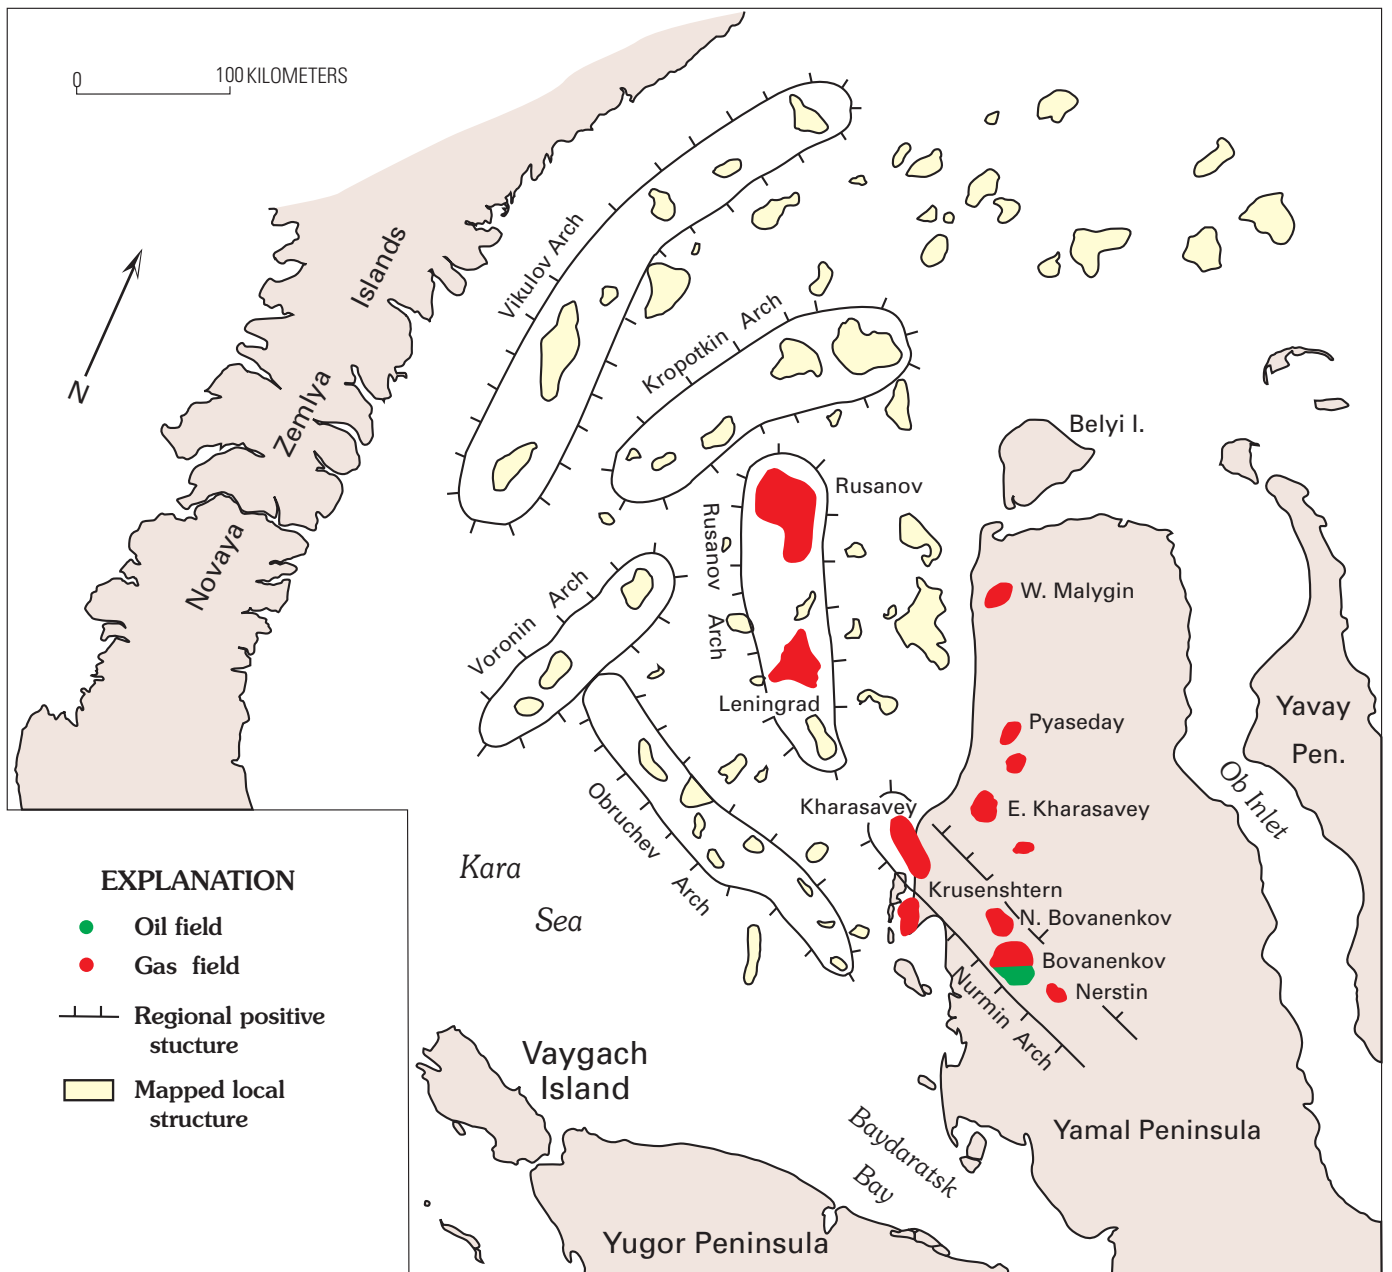 0 100 KILOMETERS
N
Novaya
Zemlya
Islands
Vikulov Arch
Kropotkin Arch
Belyi I.
Rusanov
Rusanov Arch
W. Malygin
Voronin Arch
Leningrad
Pyaseday
Yavay
Pen.
Ob Inlet
Kharasavey
E. Kharasavey
Obruchev Arch
Kara
Sea
Krusenshtern
N. Bovanenkov
Bovanenkov
Nerstin
Nurmin Arch
Vaygach
Island
Baydaratsk
Bay
Yamal Peninsula
Yugor Peninsula
EXPLANATION
Oil field
Gas field
Regional positive
stucture
Mapped local
structure